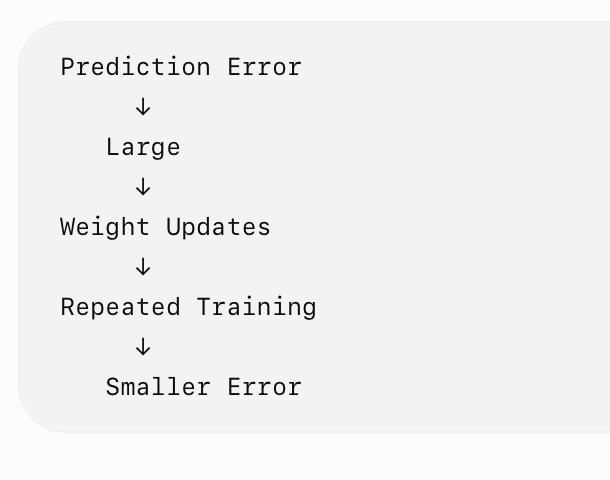 Prediction Error
↓
Large
↓
Weight Updates
↓
Repeated Training
↓
Smaller Error